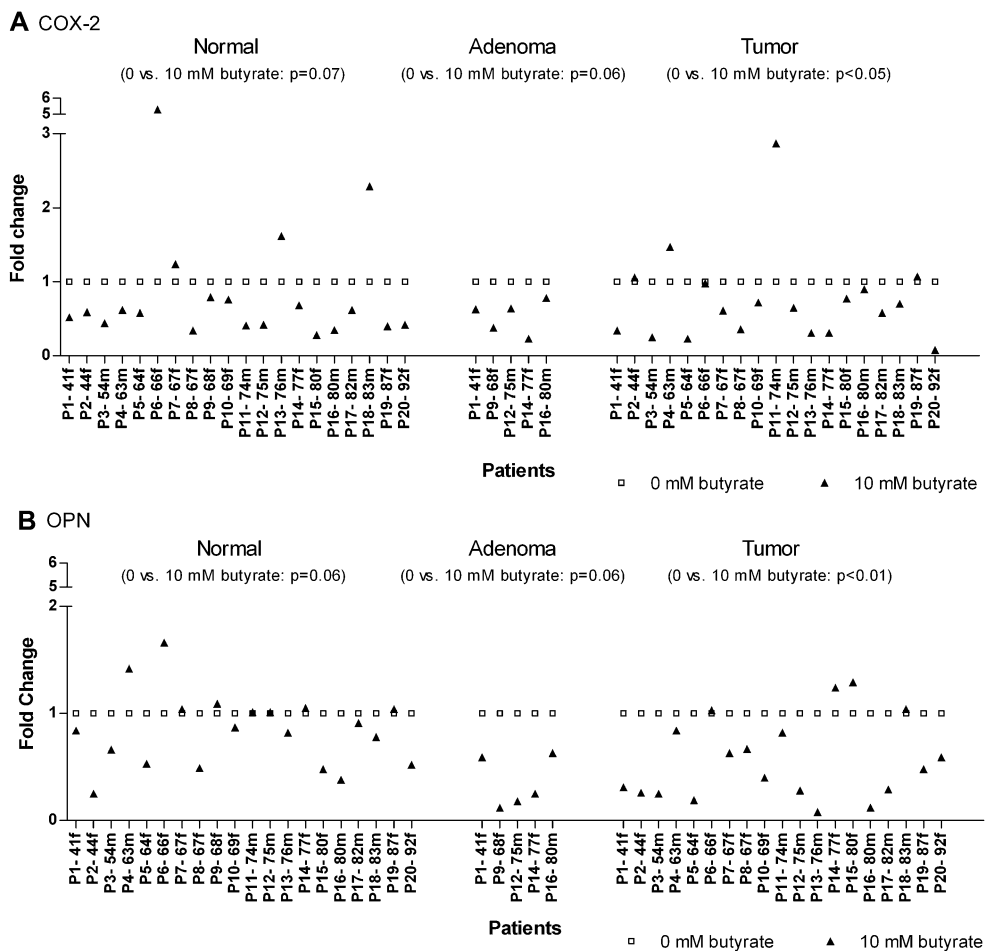 A COX-2
Normal Adenoma Tumor
(0 vs. 10 mM butyrate: p=0.07) (0 vs. 10 mM butyrate: p=0.06) (0 vs. 10 mM butyrate: p<0.05)
6
5
3
2
1
0
Fold change
P1- 41f P2- 44f P3- 54m P4- 63m P5- 64f P6- 66f P7- 67f P8- 67f P9- 68f P10- 69f P11- 74m P12- 75m P13- 76m P14- 77f P15- 80f P16- 80m P17- 82m P18- 83m P19- 87f P20- 92f
P1- 41f P9- 68f P12- 75m P14- 77f P16- 80m
P1- 41f P2- 44f P3- 54m P4- 63m P5- 64f P6- 66f P7- 67f P8- 67f P10- 69f P11- 74m P12- 75m P13- 76m P14- 77f P15- 80f P16- 80m P17- 82m P18- 83m P19- 87f P20- 92f
Patients
0 mM butyrate 10 mM butyrate
B OPN
Normal Adenoma Tumor
(0 vs. 10 mM butyrate: p=0.06) (0 vs. 10 mM butyrate: p=0.06) (0 vs. 10 mM butyrate: p<0.01)
6
5
2
1
0
Fold Change
P1- 41f P2- 44f P3- 54m P4- 63m P5- 64f P6- 66f P7- 67f P8- 67f P9- 68f P10- 69f P11- 74m P12- 75m P13- 76m P14- 77f P15- 80f P16- 80m P17- 82m P18- 83m P19- 87f P20- 92f
P1- 41f P9- 68f P12- 75m P14- 77f P16- 80m
P1- 41f P2- 44f P3- 54m P4- 63m P5- 64f P6- 66f P7- 67f P8- 67f P10- 69f P11- 74m P12- 75m P13- 76m P14- 77f P15- 80f P16- 80m P17- 82m P18- 83m P19- 87f P20- 92f
Patients
0 mM butyrate 10 mM butyrate